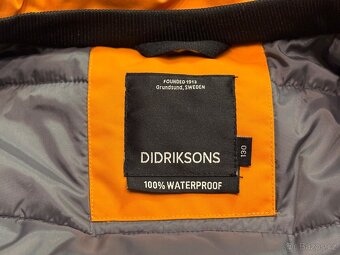 FOUNDED 1913
Grundsund, SWEDEN
DIDRIKSONS
130
100% WATERPROOF